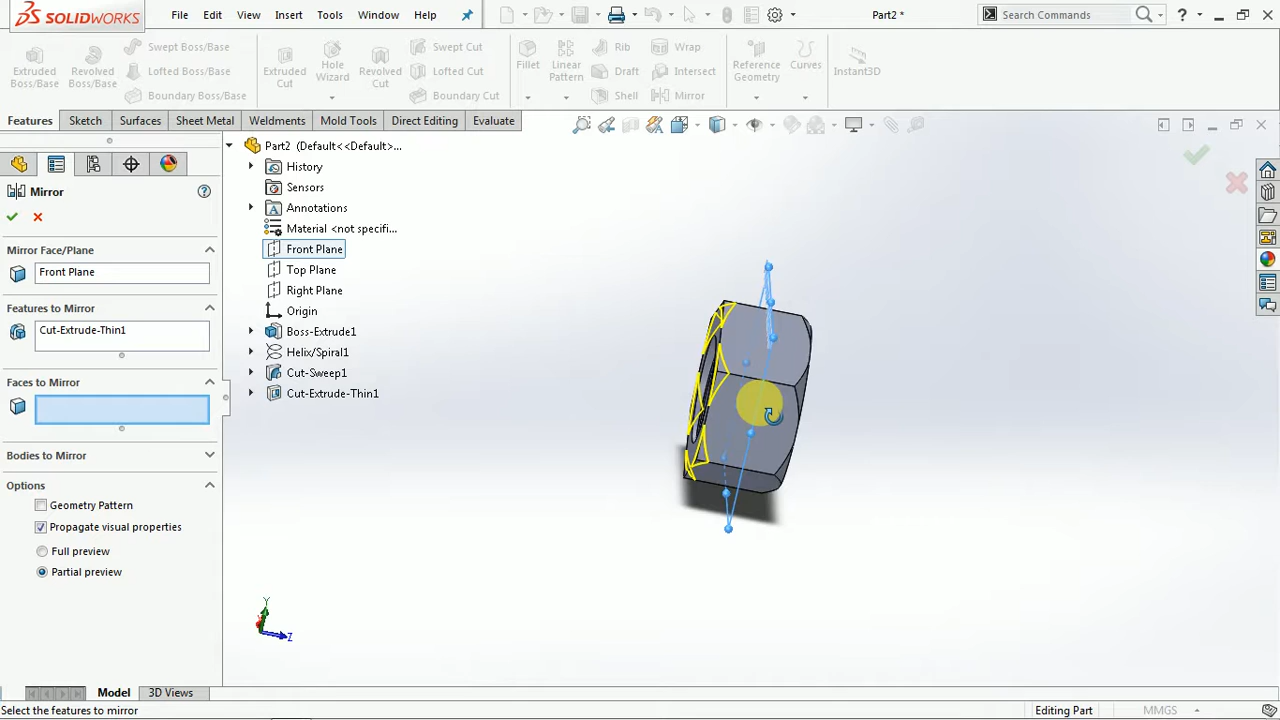 SOLIDWORKS
File Edit View Insert Tools Window Help
Part2 *
Search Commands
?
Extruded Boss/Base
Revolved Boss/Base
Swept Boss/Base
Lofted Boss/Base
Boundary Boss/Base
Extruded Cut
Hole Wizard
Revolved Cut
Swept Cut
Lofted Cut
Boundary Cut
Fillet
Linear Pattern
Rib
Draft
Shell
Wrap
Intersect
Mirror
Reference Geometry
Curves
Instant3D
Features Sketch Surfaces Sheet Metal Weldments Mold Tools Direct Editing Evaluate
Mirror
?
Mirror Face/Plane
Front Plane
Features to Mirror
Cut-Extrude-Thin1
Faces to Mirror
Bodies to Mirror
Options
Geometry Pattern
Propagate visual properties
Full preview
Partial preview
Part2 (Default<<Default>...
History
Sensors
Annotations
Material <not specifi...
Front Plane
Top Plane
Right Plane
Origin
Boss-Extrude1
Helix/Spiral1
Cut-Sweep1
Cut-Extrude-Thin1
Y
Z
Model 3D Views
Select the features to mirror
Editing Part
MMGS